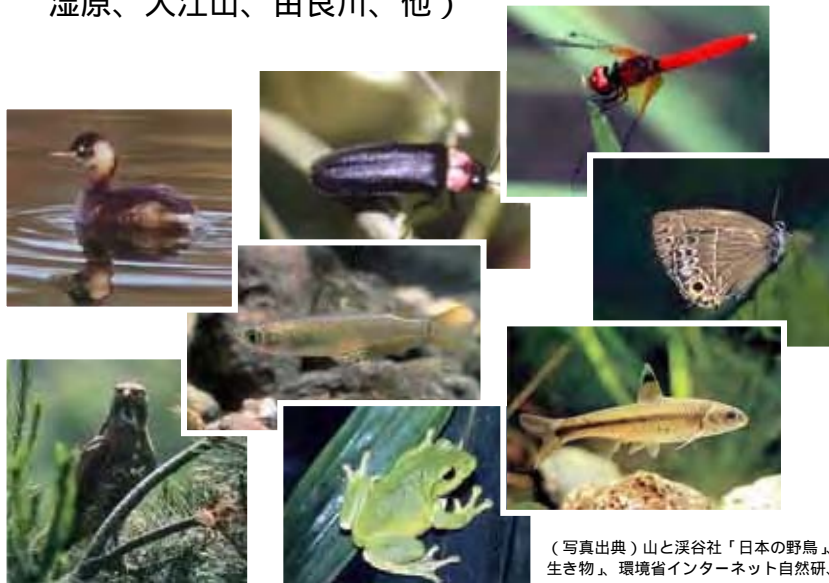 湿原、大江山、由良川、他）
（写真出典）山と渓谷社「日本の野鳥」、
生き物」、環境省インターネット自然研、